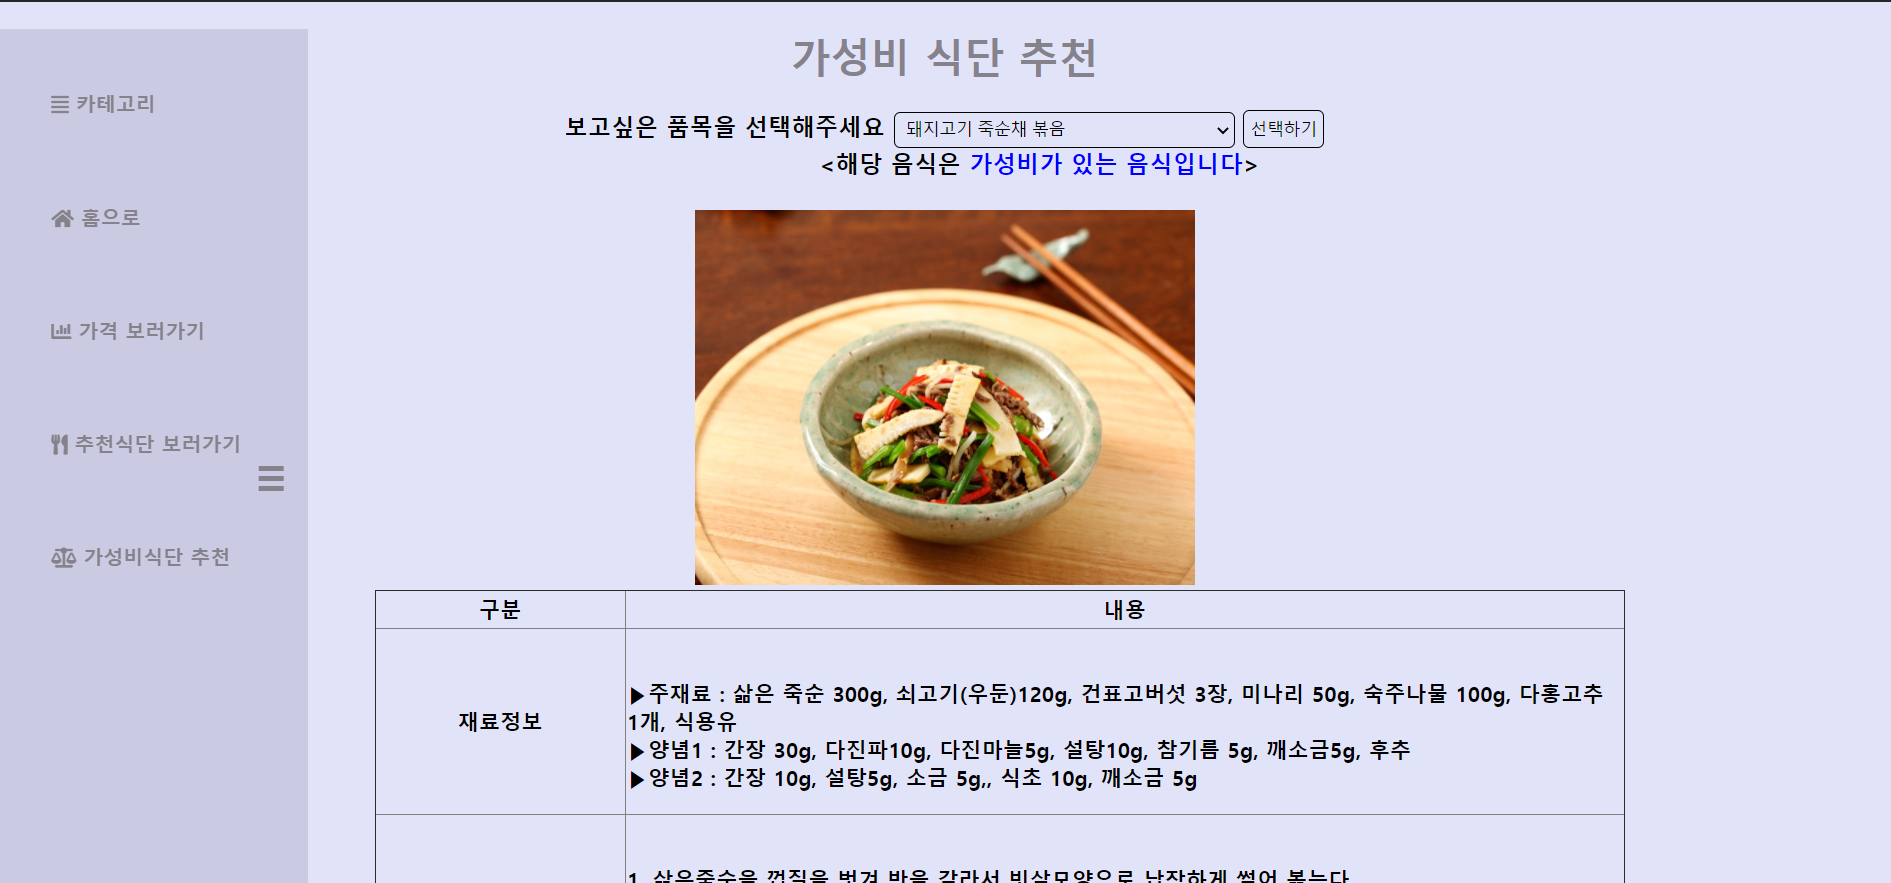 가성비 식단 추천
카테고리
홈으로
가격 보러가기
추천식단 보러가기
가성비식단 추천
보고싶은 품목을 선택해주세요 돼지고기 죽순채 볶음 선택하기
<해당 음식은 가성비가 있는 음식입니다>
구분 내용
재료정보
▶주재료 : 삶은 죽순 300g, 쇠고기(우둔)120g, 건표고버섯 3장, 미나리 50g, 숙주나물 100g, 다홍고추
1개, 식용유
▶양념1 : 간장 30g, 다진파10g, 다진마늘5g, 설탕10g, 참기름 5g, 깨소금5g, 후추
▶양념2 : 간장 10g, 설탕5g, 소금 5g,, 식초 10g, 깨소금 5g
1. 삶은죽순을 껍질을 벗겨 반을 갈라서 빗살모양으로 납작하게 썰어 볶는다